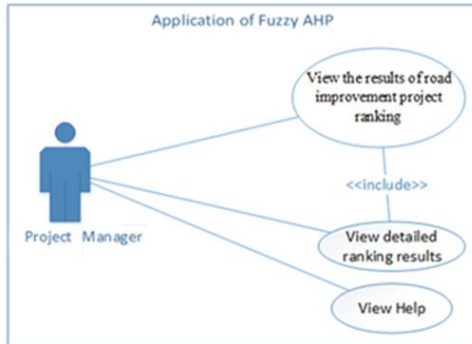 Application of Fuzzy AHP
View the results of road
improvement project
ranking
<<include>>
Project Manager
View detailed
ranking results
View Help